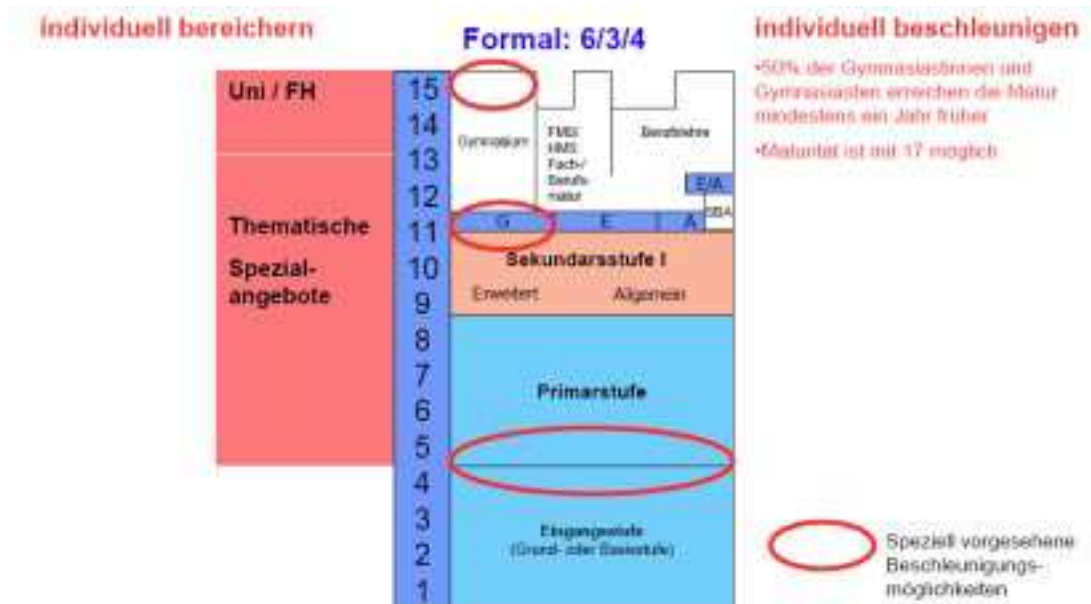 individuell bereichern
Formal: 6/3/4
individuell beschleunigen
•50% der Gymnasiastinnen und
Gymnasiasten erreichen die Matur
mindestens ein Jahr früher
•Maturität ist mit 17 möglich
Uni / FH
Thematische
Spezial-
angebote
15
14
13
12
11
10
9
8
7
6
5
4
3
2
1
Gymnasium
FMS/
HMS
Fach-/
Berufs-
matur
Berufslehre
E/A
SBA
G
E
A
Sekundarsstufe I
Erweitert
Allgemein
Primarstufe
Eingangsstufe
(Grund- oder Basisstufe)
Speziell vorgesehene
Beschleunigungs-
möglichkeiten